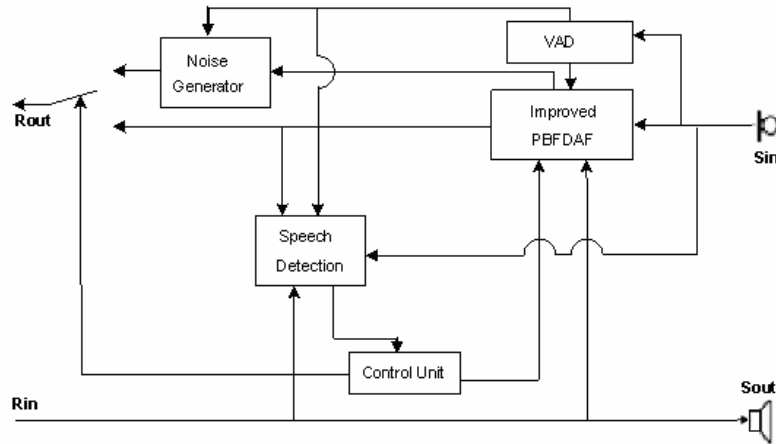 VAD
Noise
Generator
Improved
PBFDAF
Rout
Sin
Speech
Detection
Control Unit
Sout
Rin